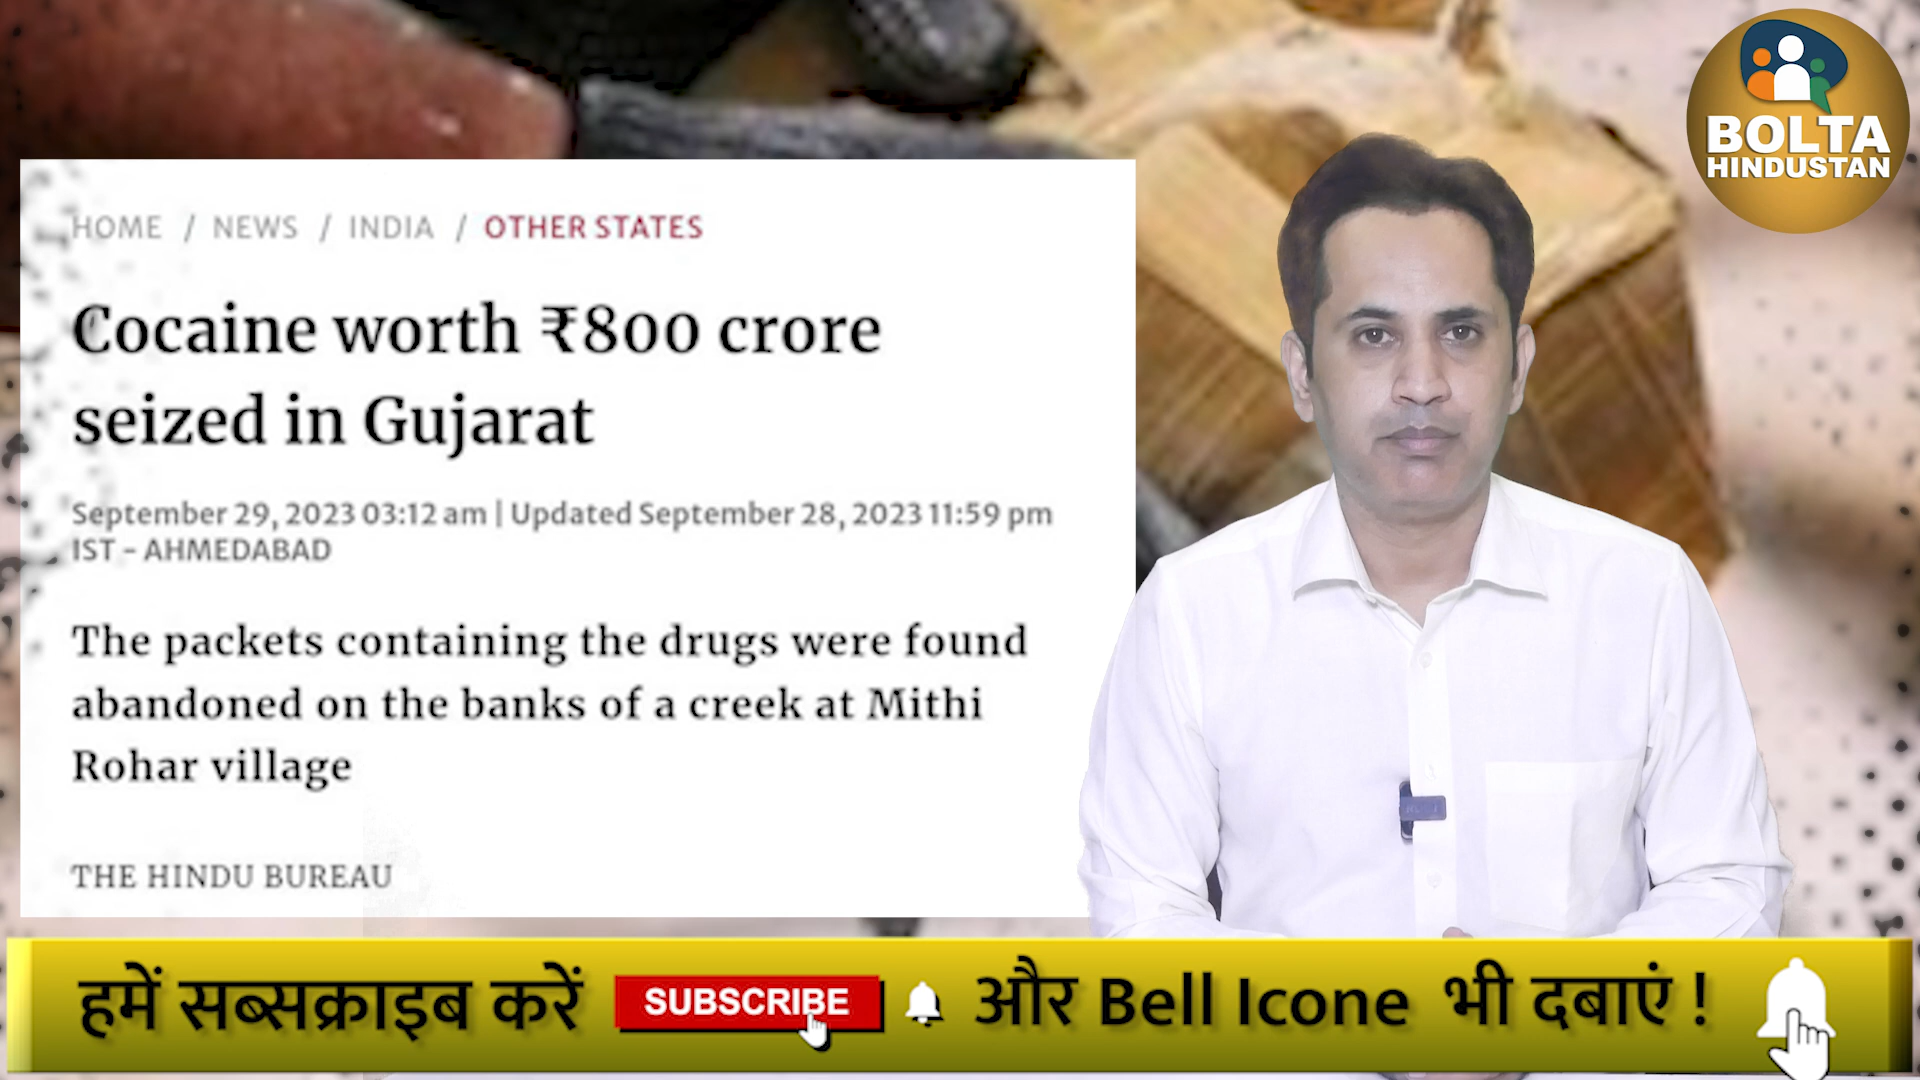 BOLTA
HINDUSTAN
HOME / NEWS / INDIA / OTHER STATES
Cocaine worth ₹800 crore
seized in Gujarat
September 29, 2023 03:12 am | Updated September 28, 2023 11:59 pm
IST - AHMEDABAD
The packets containing the drugs were found
abandoned on the banks of a creek at Mithi
Rohar village
THE HINDU BUREAU
हमें सब्सक्राइब करें SUBSCRIBE और Bell Icone भी दबाएं !